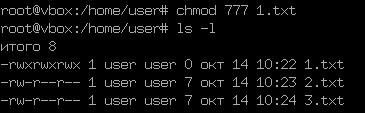 root@vbox:/home/user# chmod 777 1.txt
root@vbox:/home/user# ls -l
итого 8
-rwxrwxrwx 1 user user 0 окт 14 10:22 1.txt
-rw-r--r-- 1 user user 7 окт 14 10:23 2.txt
-rw-r--r-- 1 user user 7 окт 14 10:24 3.txt